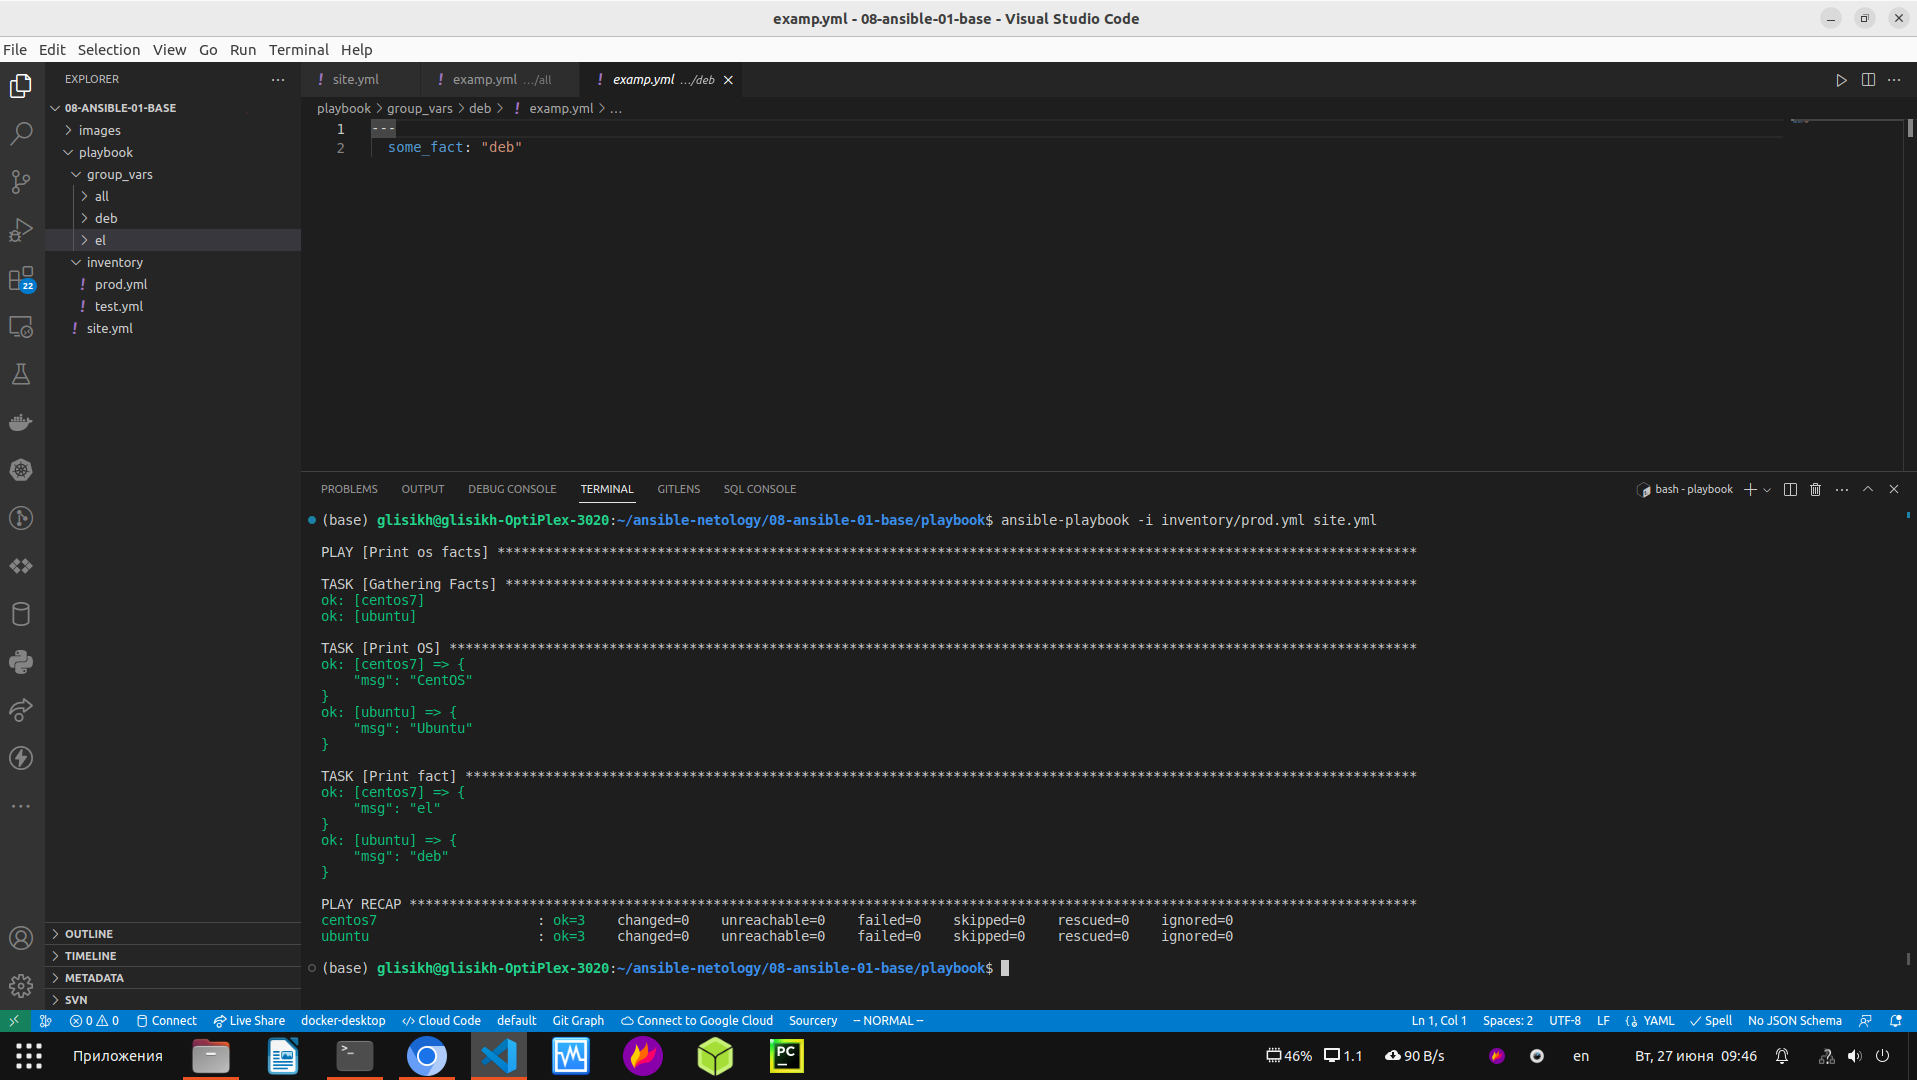 examp.yml - 08-ansible-01-base - Visual Studio Code
File Edit Selection View Go Run Terminal Help
EXPLORER
site.yml
examp.yml .../all
examp.yml .../deb
08-ANSIBLE-01-BASE
images
playbook
group_vars
all
deb
el
inventory
prod.yml
test.yml
site.yml
22
playbook > group_vars > deb > ! examp.yml > ...
1 ---
2 some_fact: "deb"
PROBLEMS OUTPUT DEBUG CONSOLE TERMINAL GITLENS SQL CONSOLE
bash - playbook
(base) glisikh@glisikh-OptiPlex-3020:~/ansible-netology/08-ansible-01-base/playbook$ ansible-playbook -i inventory/prod.yml site.yml
PLAY [Print os facts] *******************************************************************************************************************
TASK [Gathering Facts] ******************************************************************************************************************
ok: [centos7]
ok: [ubuntu]
TASK [Print OS] *************************************************************************************************************************
ok: [centos7] => {
"msg": "CentOS"
}
ok: [ubuntu] => {
"msg": "Ubuntu"
}
TASK [Print fact] ***********************************************************************************************************************
ok: [centos7] => {
"msg": "el"
}
ok: [ubuntu] => {
"msg": "deb"
}
PLAY RECAP ******************************************************************************************************************************
centos7 : ok=3 changed=0 unreachable=0 failed=0 skipped=0 rescued=0 ignored=0
ubuntu : ok=3 changed=0 unreachable=0 failed=0 skipped=0 rescued=0 ignored=0
(base) glisikh@glisikh-OptiPlex-3020:~/ansible-netology/08-ansible-01-base/playbook$
OUTLINE
TIMELINE
METADATA
SVN
0 0 Connect Live Share docker-desktop Cloud Code default Git Graph Connect to Google Cloud Sourcery -- NORMAL --
Ln 1, Col 1 Spaces: 2 UTF-8 LF YAML Spell No JSON Schema
Приложения
PC
46% 1.1 90 B/s en Вт, 27 июня 09:46